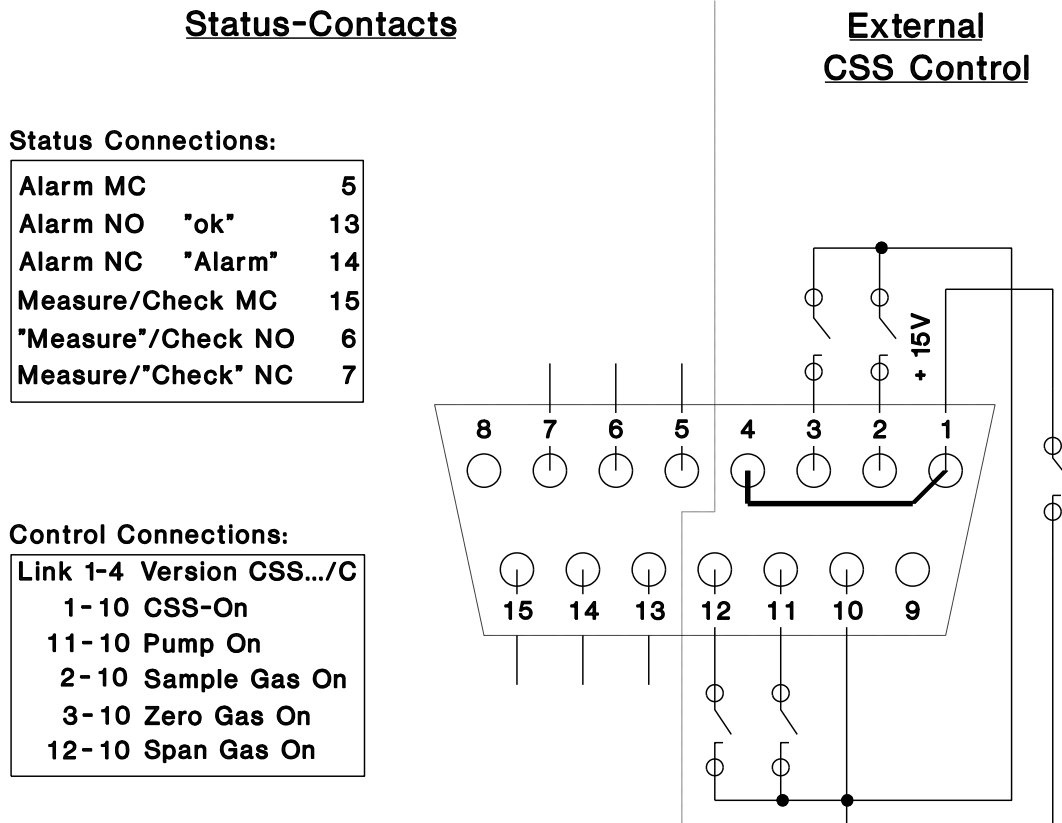 Status-Contacts
External
CSS Control
Status Connections:
Alarm MC 5
Alarm NO "ok" 13
Alarm NC "Alarm" 14
Measure/Check MC 15
"Measure"/Check NO 6
Measure/"Check" NC 7
+ 15V
8 7 6 5 4 3 2 1
15 14 13 12 11 10 9
Control Connections:
Link 1-4 Version CSS.../C
1-10 CSS-On
11-10 Pump On
2-10 Sample Gas On
3-10 Zero Gas On
12-10 Span Gas On